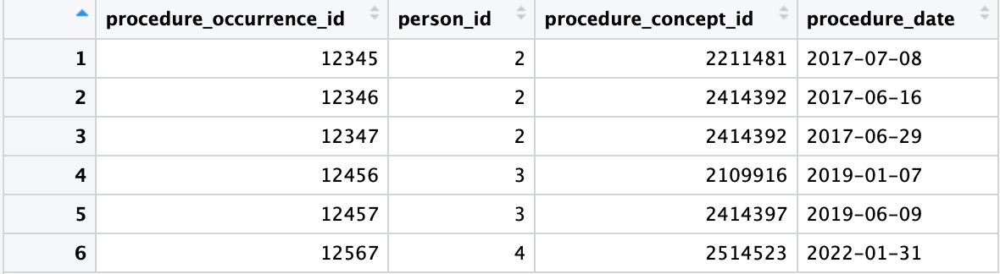 procedure_occurrence_id person_id procedure_concept_id procedure_date
1 12345 2 2211481 2017-07-08
2 12346 2 2414392 2017-06-16
3 12347 2 2414392 2017-06-29
4 12456 3 2109916 2019-01-07
5 12457 3 2414397 2019-06-09
6 12567 4 2514523 2022-01-31